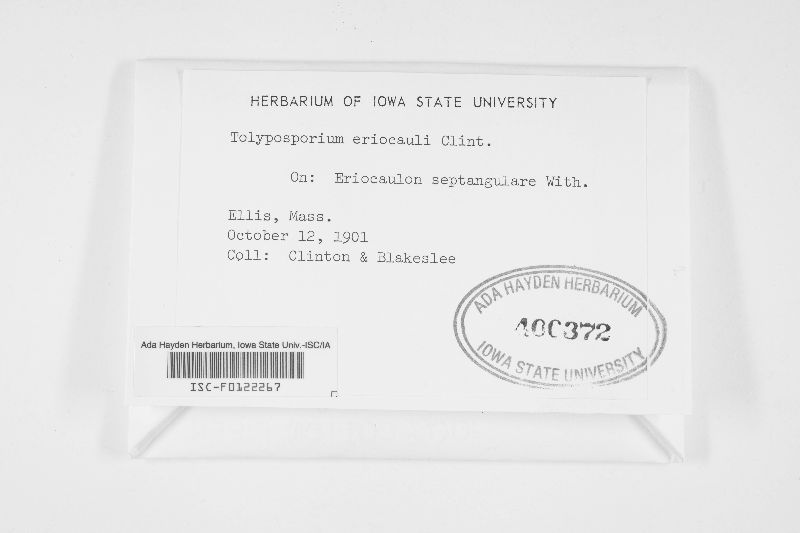 HERBARIUM OF IOWA STATE UNIVERSITY
Tolyposporium eriocauli Clint.
On: Eriocaulon septangulare With.
Ellis, Mass.
October 12, 1901
Coll: Clinton & Blakeslee
ADA HAYDEN HERBARIUM
400372
IOWA STATE UNIVERSITY
Ada Hayden Herbarium, Iowa State Univ.-ISC/IA
ISC-F0122267